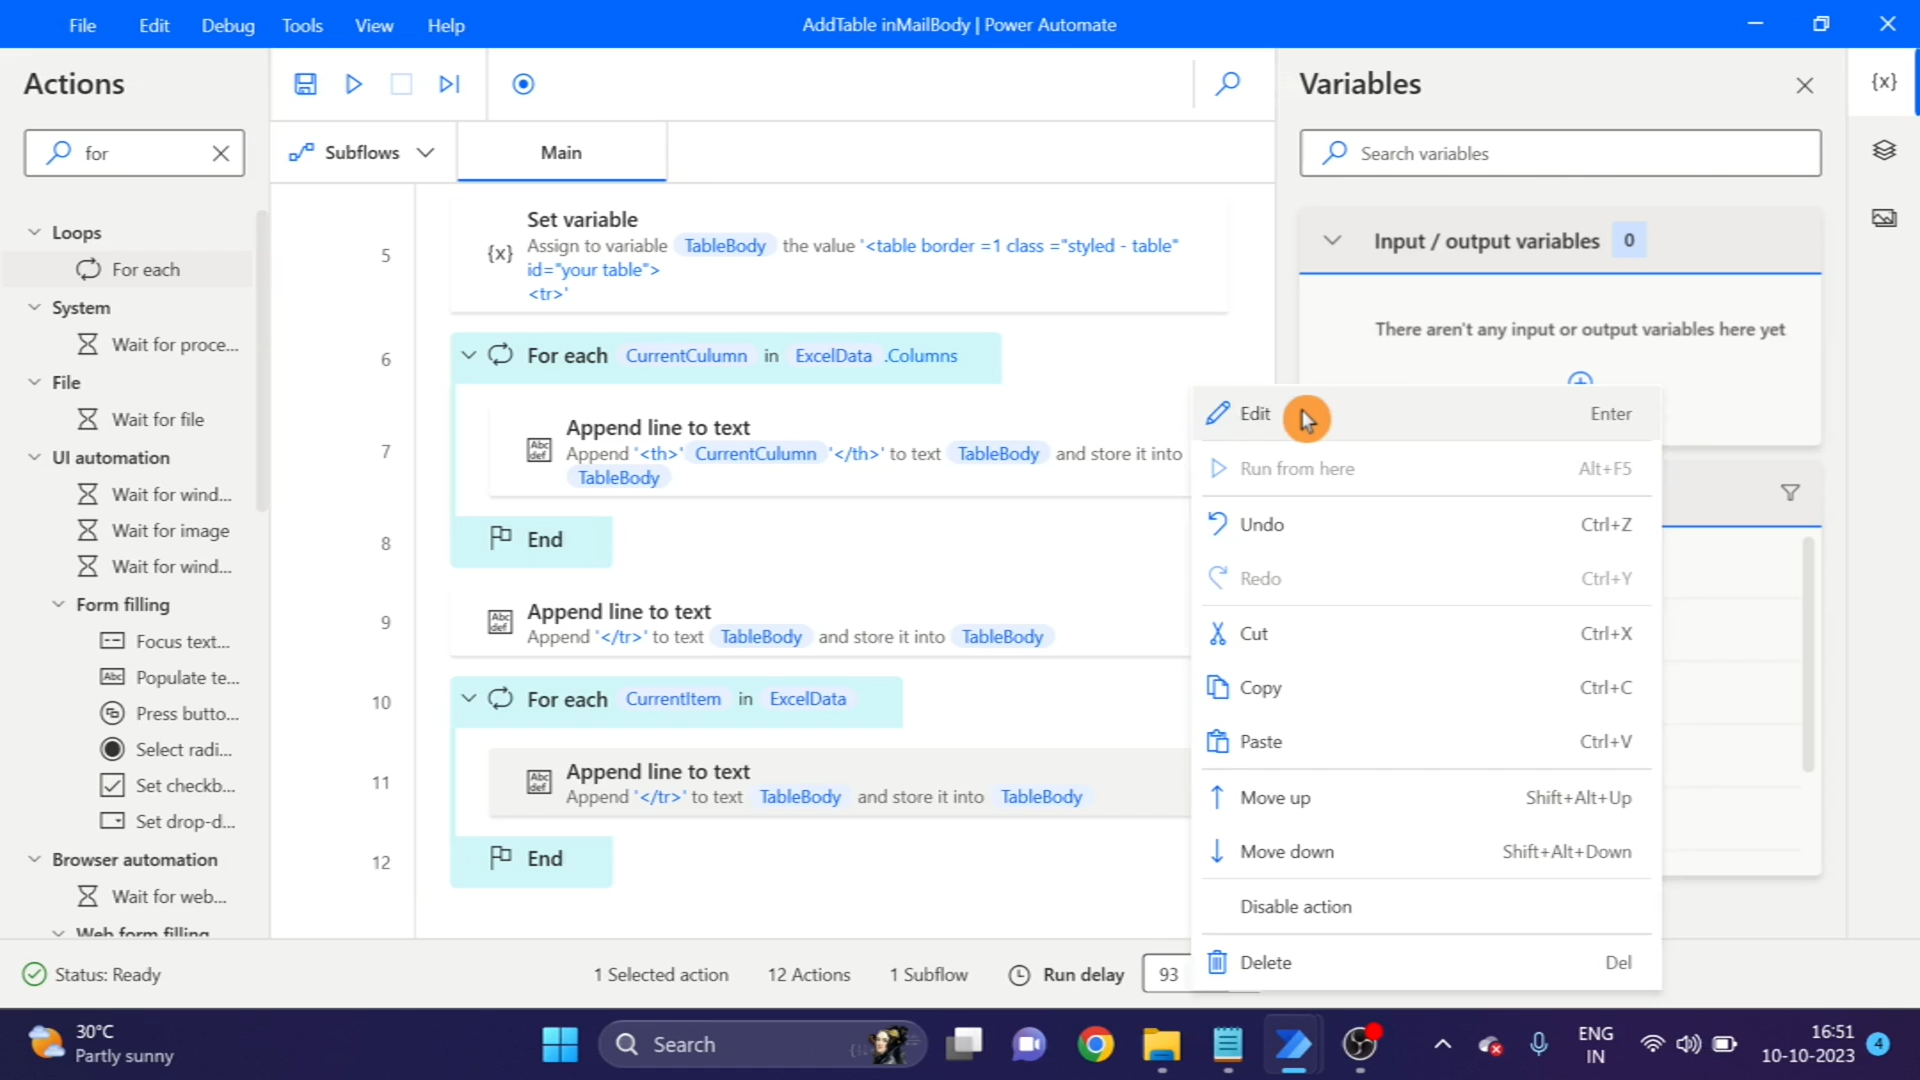 File Edit Debug Tools View Help
AddTable inMailBody | Power Automate
Actions
for
Loops
For each
System
Wait for proce...
File
Wait for file
UI automation
Wait for wind...
Wait for image
Wait for wind...
Form filling
Focus text...
Populate te...
Press butto...
Select radi...
Set checkb...
Set drop-d...
Browser automation
Wait for web...
Web form filling
Subflows Main
5
Set variable
{x}
Assign to variable TableBody the value '<table border =1 class ="styled - table"
id="your table">
<tr>'
6
For each CurrentCulumn in ExcelData .Columns
7
Append line to text
Append '<th>' CurrentCulumn '</th>' to text TableBody and store it into
TableBody
8
End
9
Append line to text
Append '</tr>' to text TableBody and store it into TableBody
10
For each CurrentItem in ExcelData
11
Append line to text
Append '</tr>' to text TableBody and store it into TableBody
12
End
Variables
{x}
Search variables
Input / output variables 0
There aren't any input or output variables here yet
Edit Enter
Run from here Alt+F5
Undo Ctrl+Z
Redo Ctrl+Y
Cut Ctrl+X
Copy Ctrl+C
Paste Ctrl+V
Move up Shift+Alt+Up
Move down Shift+Alt+Down
Disable action
Delete Del
Status: Ready
1 Selected action 12 Actions 1 Subflow Run delay 93
30°C
Partly sunny
Search
ENG
IN
16:51
10-10-2023
4